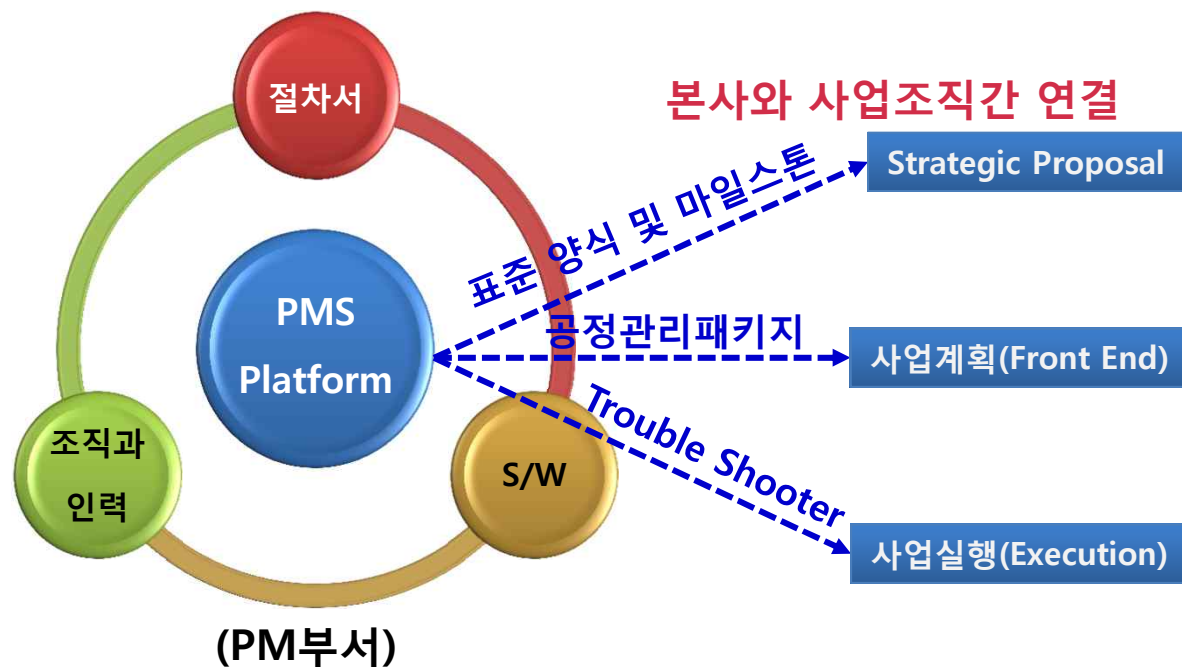 절차서
본사와 사업조직간 연결
Strategic Proposal
표준 양식 및 마일스톤
PMS
Platform
공정관리패키지
사업계획(Front End)
Trouble Shooter
조직과
인력
S/W
사업실행(Execution)
(PM부서)